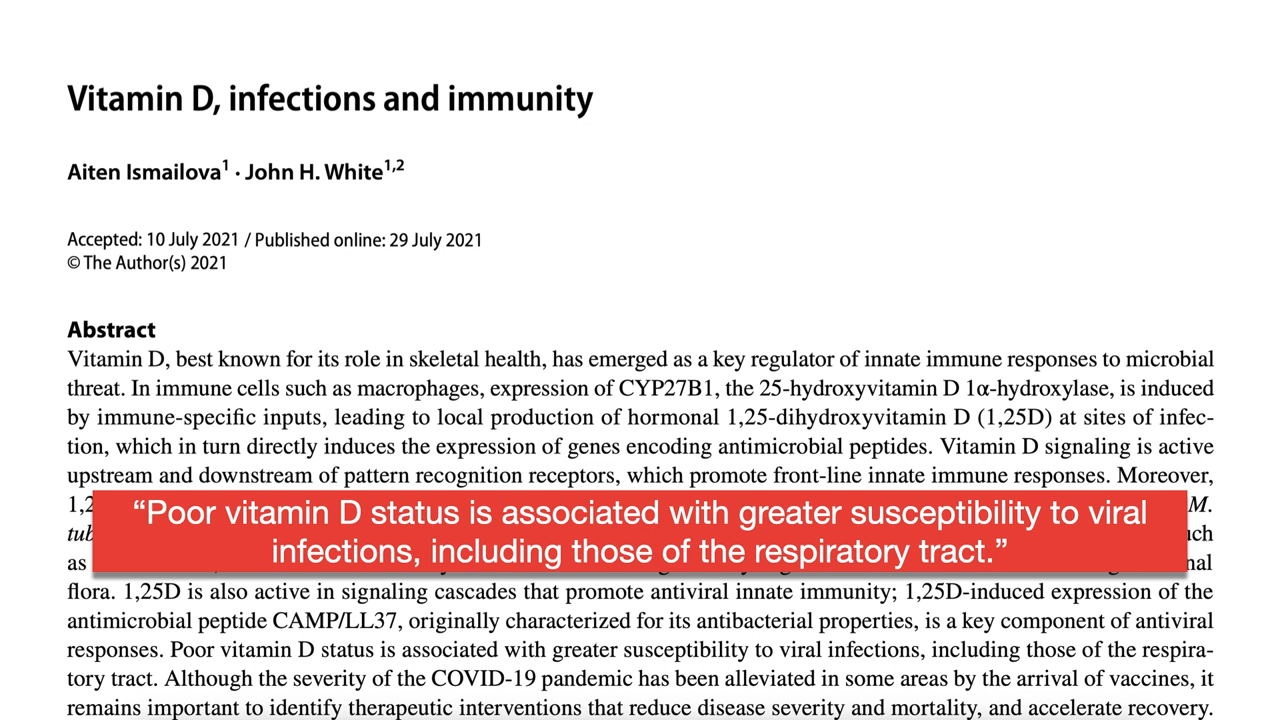 Vitamin D, infections and immunity
Aiten Ismailova1 · John H. White1,2
Accepted: 10 July 2021 / Published online: 29 July 2021
© The Author(s) 2021
Abstract
Vitamin D, best known for its role in skeletal health, has emerged as a key regulator of innate immune responses to microbial
threat. In immune cells such as macrophages, expression of CYP27B1, the 25-hydroxyvitamin D 1α-hydroxylase, is induced
by immune-specific inputs, leading to local production of hormonal 1,25-dihydroxyvitamin D (1,25D) at sites of infec-
tion, which in turn directly induces the expression of genes encoding antimicrobial peptides. Vitamin D signaling is active
upstream and downstream of pattern recognition receptors, which promote front-line innate immune responses. Moreover,
M.
“Poor vitamin D status is associated with greater susceptibility to viral
infections, including those of the respiratory tract.”
as
flora. 1,25D is also active in signaling cascades that promote antiviral innate immunity; 1,25D-induced expression of the
antimicrobial peptide CAMP/LL37, originally characterized for its antibacterial properties, is a key component of antiviral
responses. Poor vitamin D status is associated with greater susceptibility to viral infections, including those of the respira-
tory tract. Although the severity of the COVID-19 pandemic has been alleviated in some areas by the arrival of vaccines, it
remains important to identify therapeutic interventions that reduce disease severity and mortality, and accelerate recovery.